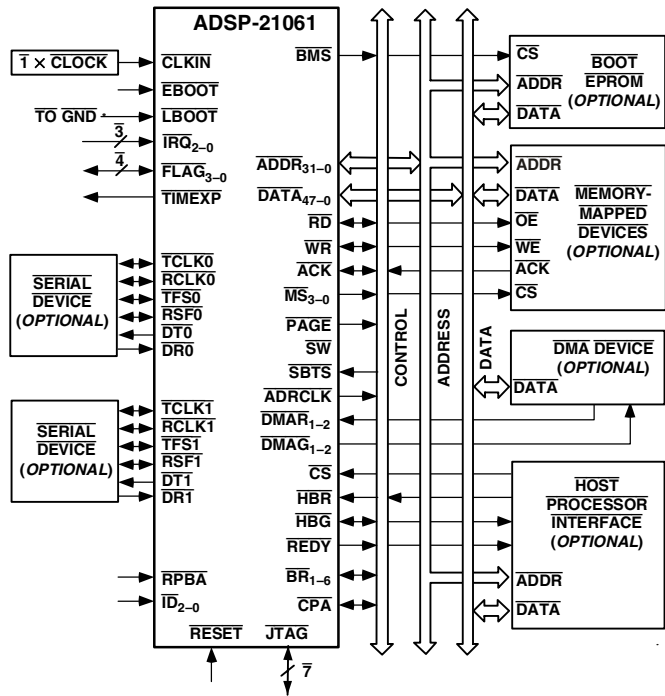 ADSP-21061
1 × CLOCK
CLKIN
EBOOT
TO GND
LBOOT
3
IRQ2–0
4
FLAG3–0
TIMEXP
SERIAL
DEVICE
(OPTIONAL)
TCLK0
RCLK0
TFS0
RSF0
DT0
DR0
SERIAL
DEVICE
(OPTIONAL)
TCLK1
RCLK1
TFS1
RSF1
DT1
DR1
RPBA
ID2–0
RESET
JTAG
7
BMS
ADDR31–0
DATA47–0
RD
WR
ACK
MS3–0
PAGE
SW
SBTS
ADRCLK
DMAR1–2
DMAG1–2
CS
HBR
HBG
REDY
BR1–6
CPA
CONTROL
ADDRESS
DATA
CS
ADDR
DATA
BOOT
EPROM
(OPTIONAL)
ADDR
DATA
OE
WE
ACK
CS
MEMORY-
MAPPED
DEVICES
(OPTIONAL)
DMA DEVICE
(OPTIONAL)
DATA
HOST
PROCESSOR
INTERFACE
(OPTIONAL)
ADDR
DATA